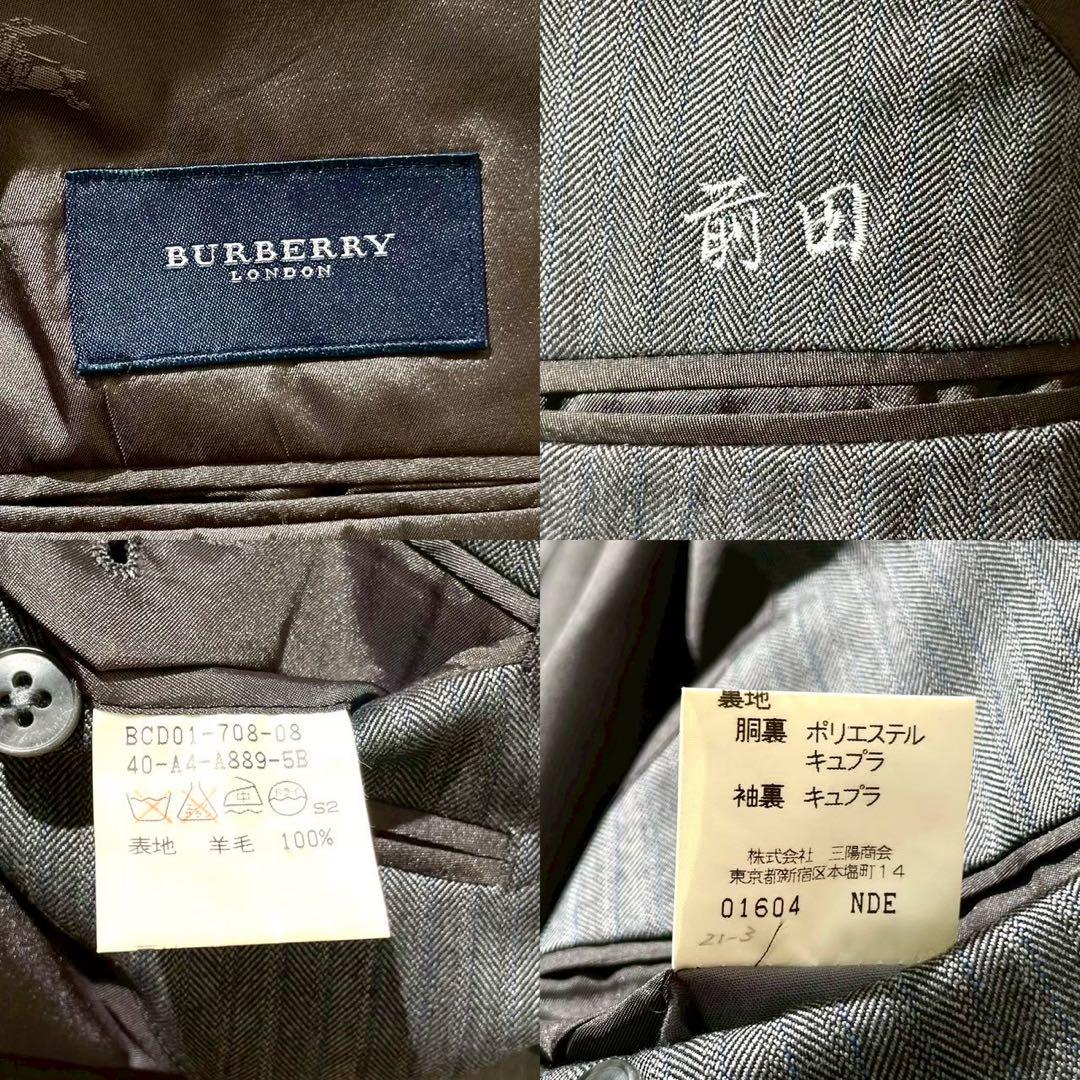 BURBERRY
LONDON
前田
BCD01-708-08
40-A4-A889-5B
ドライ
S2
表地 羊毛 100%
裏地
胴裏 ポリエステル
キュプラ
袖裏 キュプラ
株式会社 三陽商会
東京都新宿区本塩町14
01604 NDE
21-3